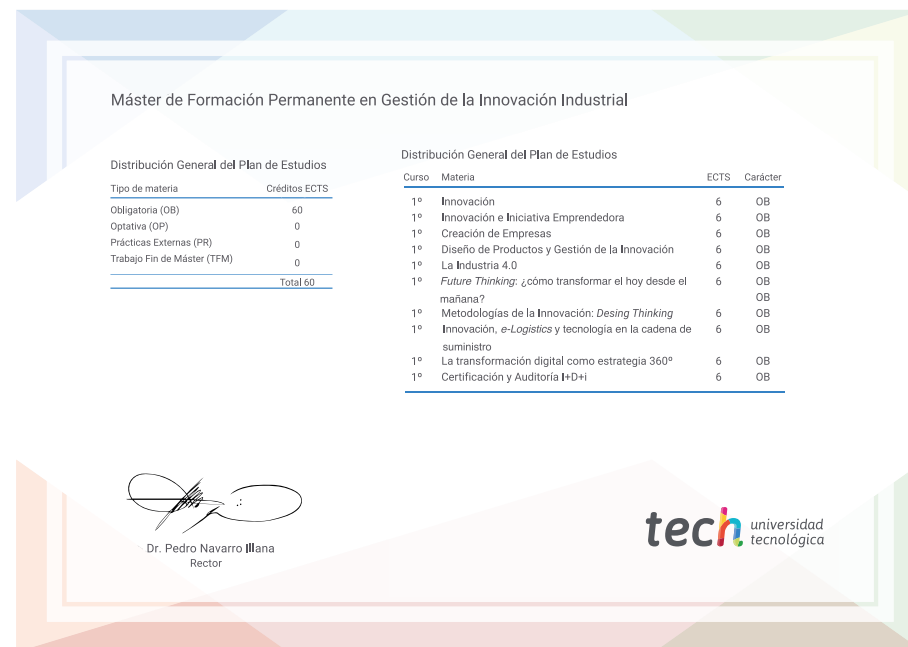 Máster de Formación Permanente en Gestión de la Innovación Industrial
Distribución General del Plan de Estudios
Tipo de materia Créditos ECTS
Obligatoria (OB) 60
Optativa (OP) 0
Prácticas Externas (PR) 0
Trabajo Fin de Máster (TFM) 0
Total 60
Distribución General del Plan de Estudios
Curso Materia ECTS Carácter
1º Innovación 6 OB
1º Innovación e Iniciativa Emprendedora 6 OB
1º Creación de Empresas 6 OB
1º Diseño de Productos y Gestión de la Innovación 6 OB
1º La Industria 4.0 6 OB
1º Future Thinking: ¿cómo transformar el hoy desde el 6 OB
mañana? OB
1º Metodologías de la Innovación: Desing Thinking 6 OB
1º Innovación, e-Logistics y tecnología en la cadena de 6 OB
suministro
1º La transformación digital como estrategia 360º 6 OB
1º Certificación y Auditoría I+D+i 6 OB
Dr. Pedro Navarro Illana
Rector
tech universidad
tecnológica